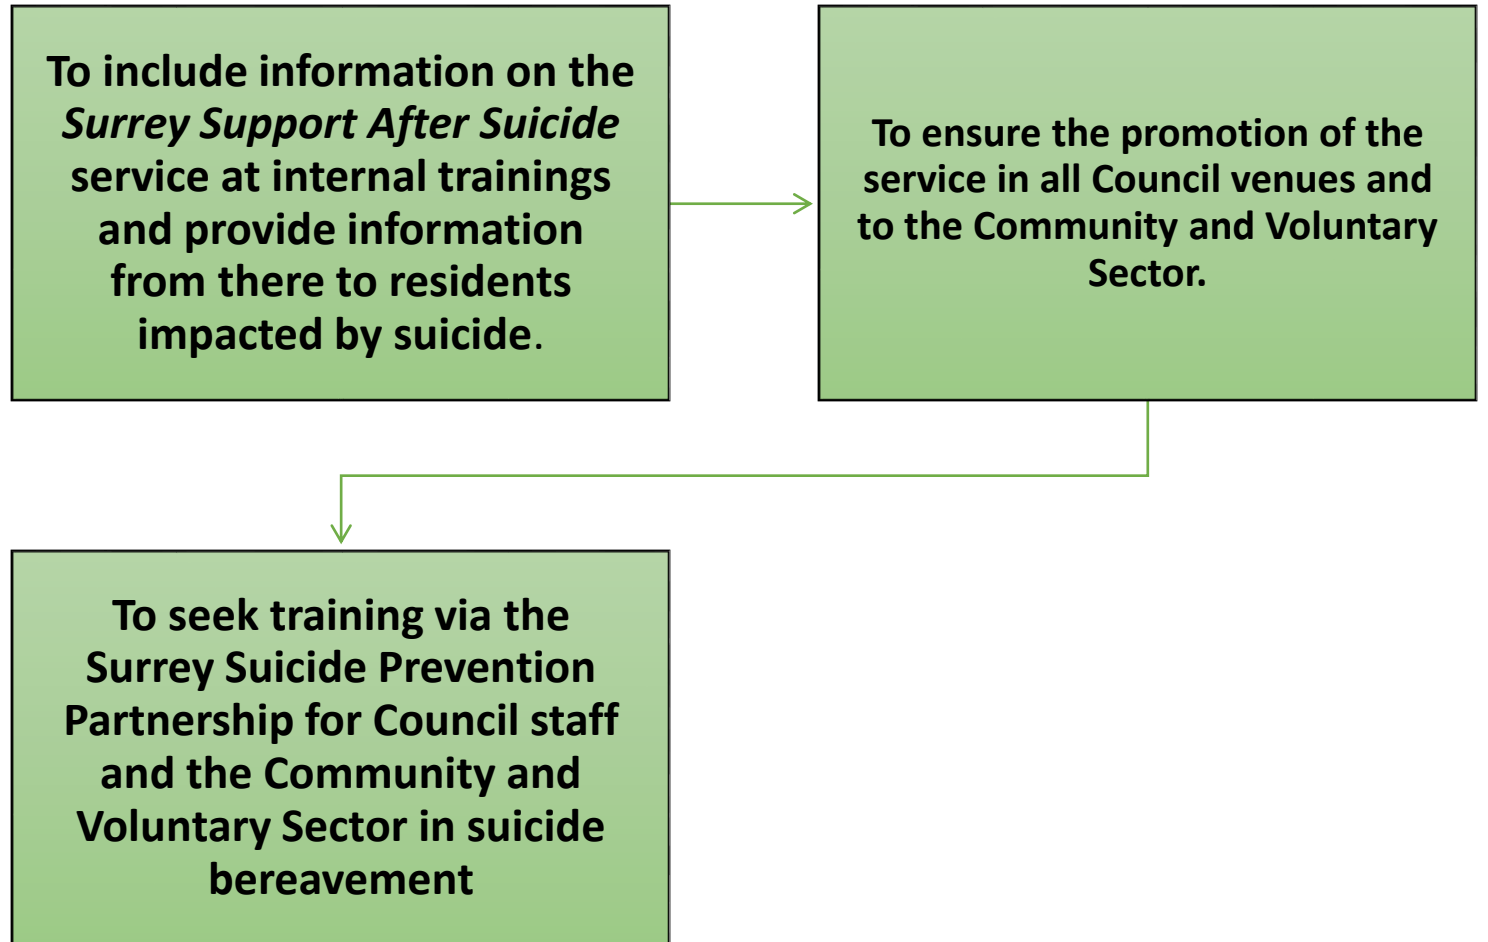 To include information on the
Surrey Support After Suicide
service at internal trainings
and provide information
from there to residents
impacted by suicide.
To ensure the promotion of the
service in all Council venues and
to the Community and Voluntary
Sector.
To seek training via the
Surrey Suicide Prevention
Partnership for Council staff
and the Community and
Voluntary Sector in suicide
bereavement